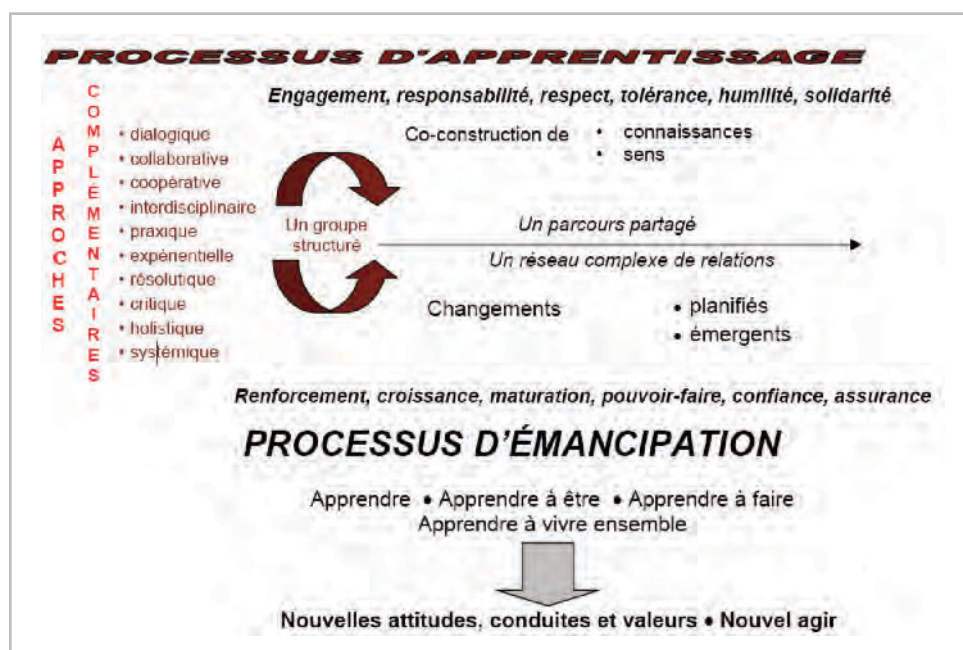 PROCESSUS D'APPRENTISSAGE
APPROCHES
COMPLÉMENTAIRES
• dialogique
• collaborative
• coopérative
• interdisciplinaire
• praxique
• expérientielle
• résolutique
• critique
• holistique
• systémique
Engagement, responsabilité, respect, tolérance, humilité, solidarité
Co-construction de
• connaissances
• sens
Un groupe
structuré
Un parcours partagé
Un réseau complexe de relations
Changements
• planifiés
• émergents
Renforcement, croissance, maturation, pouvoir-faire, confiance, assurance
PROCESSUS D'ÉMANCIPATION
Apprendre • Apprendre à être • Apprendre à faire
Apprendre à vivre ensemble
Nouvelles attitudes, conduites et valeurs • Nouvel agir